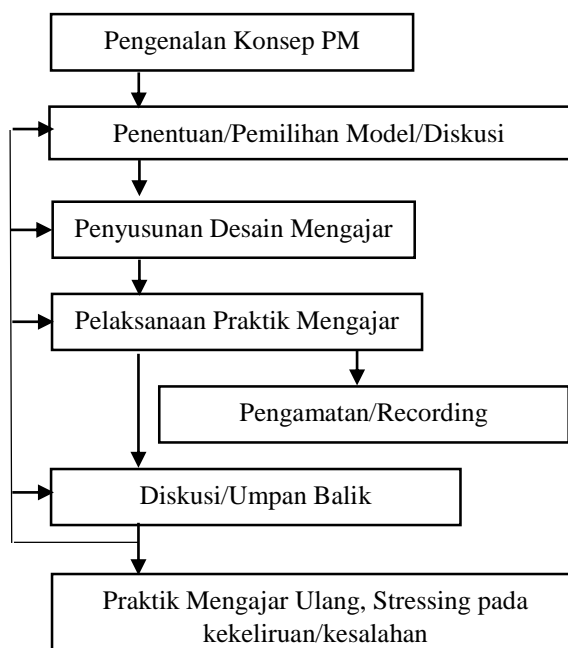 Pengenalan Konsep PM
Penentuan/Pemilihan Model/Diskusi
Penyusunan Desain Mengajar
Pelaksanaan Praktik Mengajar
Pengamatan/Recording
Diskusi/Umpan Balik
Praktik Mengajar Ulang, Stressing pada
kekeliruan/kesalahan